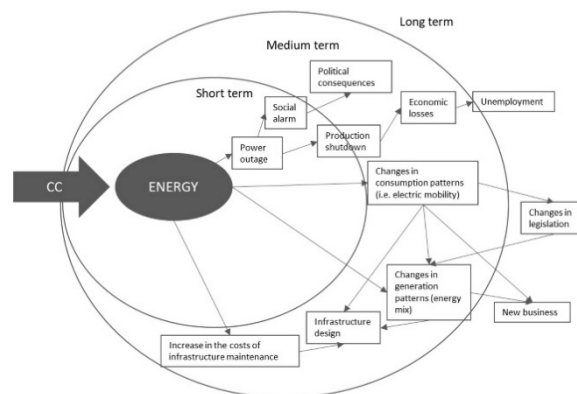 Long term
Medium term
Political
consequences
Short term
Social
alarm
Economic
losses
Unemployment
Power
outage
Production
shutdown
CC
ENERGY
Changes in
consumption patterns
(i.e. electric mobility)
Changes in
legislation
Changes in
generation patterns (energy
mix)
New business
Infrastructure
design
Increase in the costs of
infrastructure maintenance